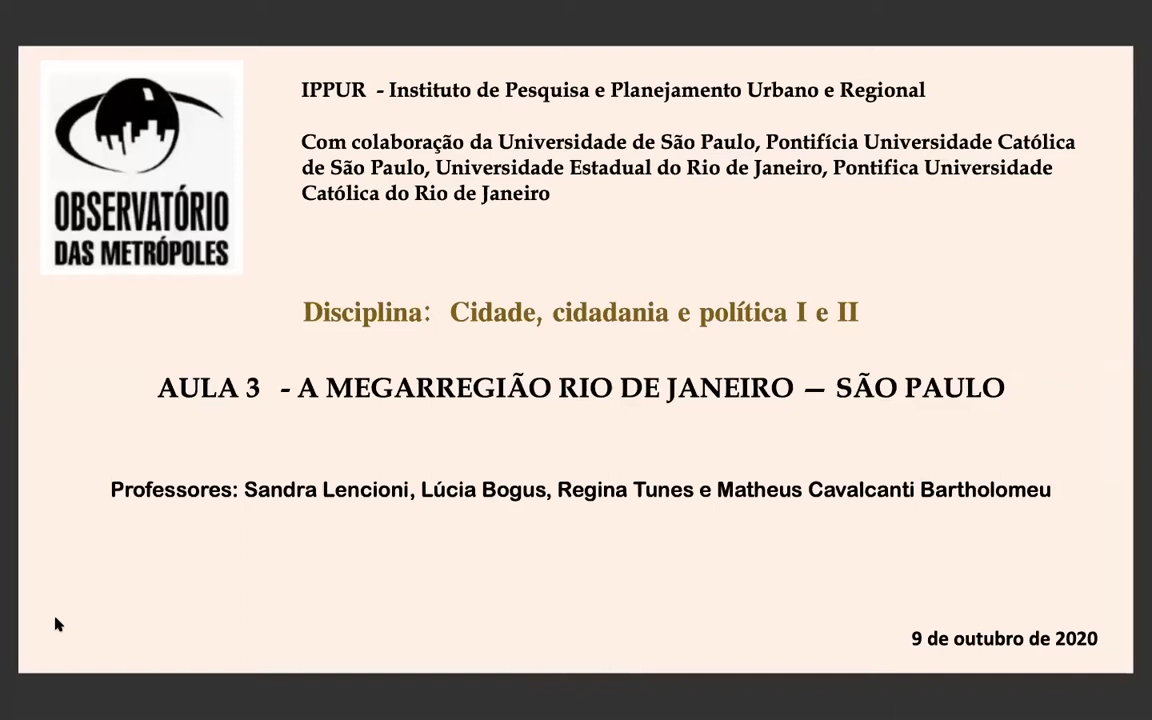 OBSERVATÓRIO
DAS METRÓPOLES
IPPUR - Instituto de Pesquisa e Planejamento Urbano e Regional
Com colaboração da Universidade de São Paulo, Pontifícia Universidade Católica
de São Paulo, Universidade Estadual do Rio de Janeiro, Pontifica Universidade
Católica do Rio de Janeiro
Disciplina: Cidade, cidadania e política I e II
AULA 3 - A MEGARREGIÃO RIO DE JANEIRO — SÃO PAULO
Professores: Sandra Lencioni, Lúcia Bogus, Regina Tunes e Matheus Cavalcanti Bartholomeu
9 de outubro de 2020